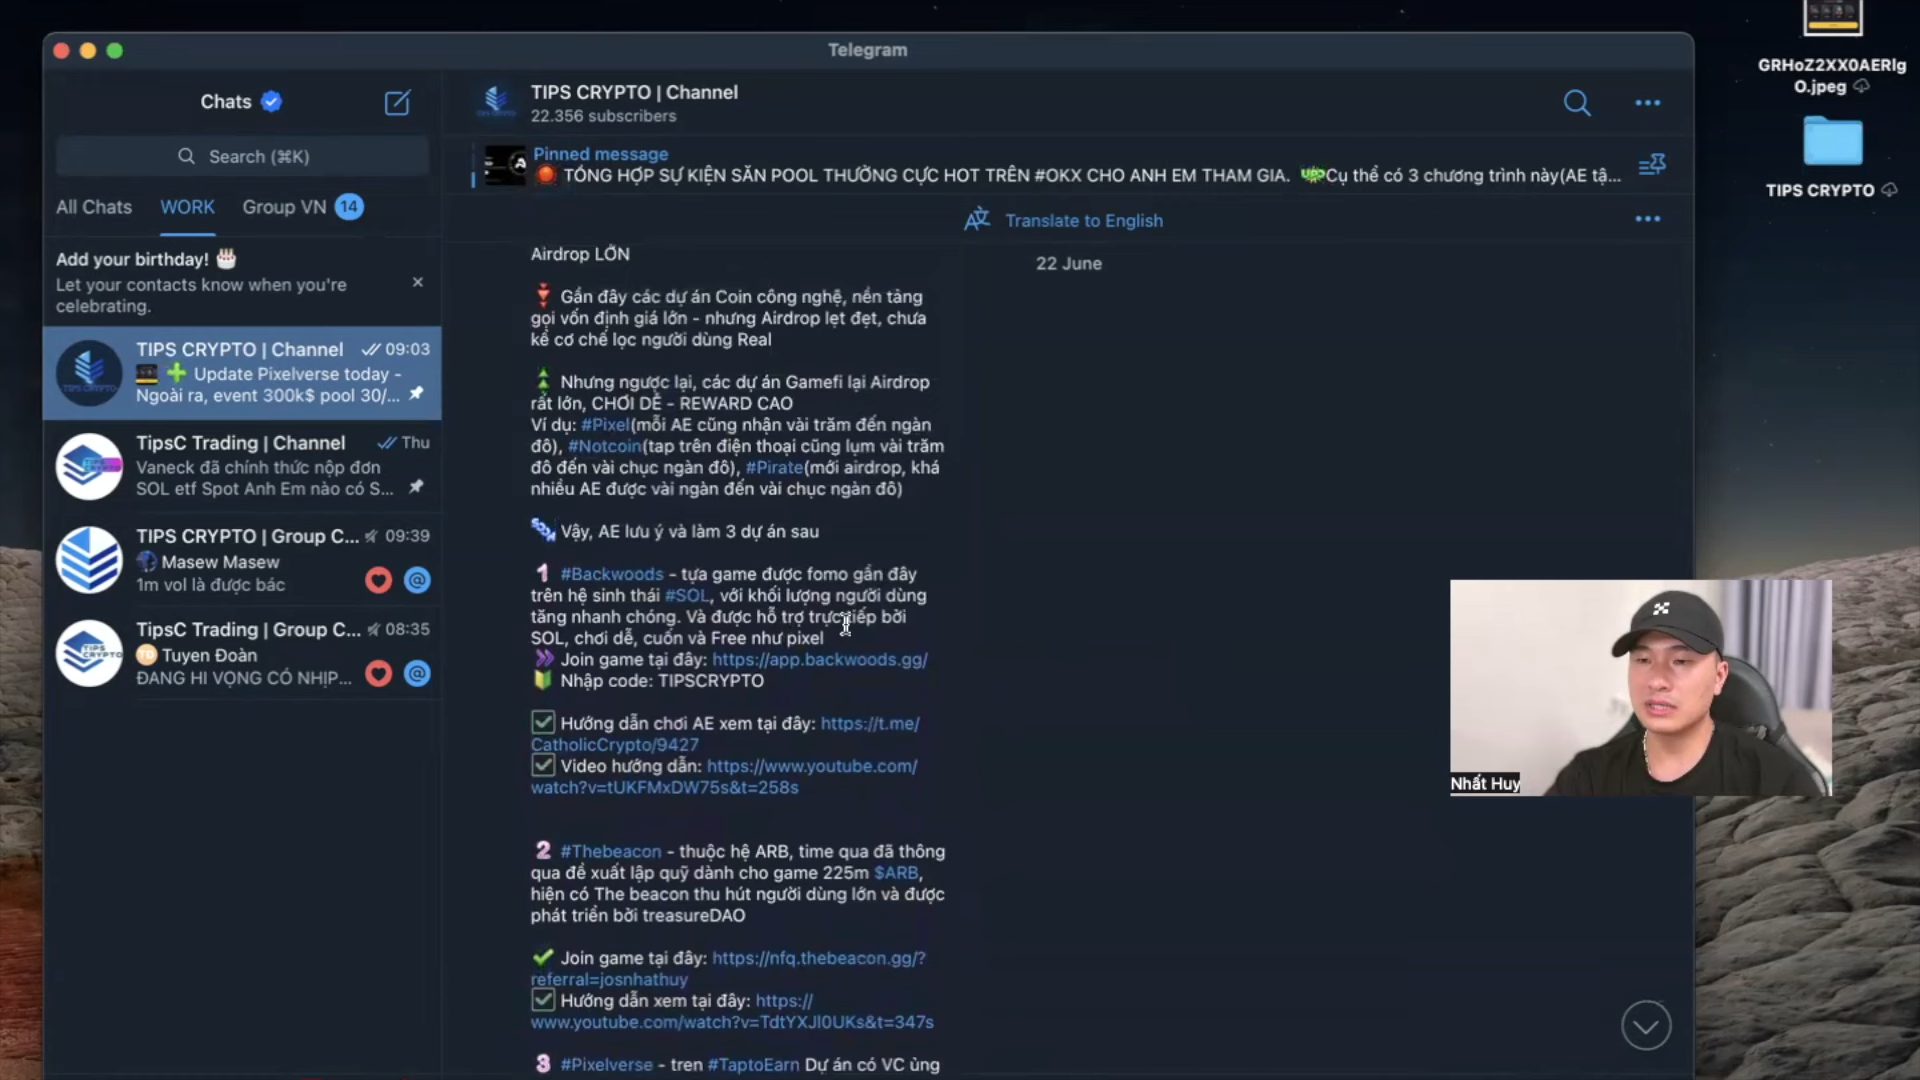 Telegram
GRHoZ2XX0AERIg
O.jpeg
TIPS CRYPTO
Chats
Search (⌘K)
All Chats WORK Group VN 14
Add your birthday! 🎂
Let your contacts know when you're
celebrating.
TIPS CRYPTO | Channel 09:03
➕ Update Pixelverse today -
Ngoài ra, event 300k$ pool 30/...
TipsC Trading | Channel Thu
Vaneck đã chính thức nộp đơn
SOL etf Spot Anh Em nào có S...
TIPS CRYPTO | Group C... 09:39
Masew Masew
1m vol là được bác
TipsC Trading | Group C... 08:35
Tuyen Đoàn
ĐANG HI VỌNG CÓ NHỊP...
TIPS CRYPTO | Channel
22.356 subscribers
Pinned message
TỔNG HỢP SỰ KIỆN SĂN POOL THƯỞNG CỰC HOT TRÊN #OKX CHO ANH EM THAM GIA. Cụ thể có 3 chương trình này(AE tậ...
Translate to English
22 June
Airdrop LỚN
Gần đây các dự án Coin công nghệ, nền tảng
gọi vốn định giá lớn - nhưng Airdrop lẹt đẹt, chưa
kể cơ chế lọc người dùng Real
Nhưng ngược lại, các dự án Gamefi lại Airdrop
rất lớn, CHƠI DỄ - REWARD CAO
Ví dụ: #Pixel(mỗi AE cũng nhận vài trăm đến ngàn
đô), #Notcoin(tap trên điện thoại cũng lụm vài trăm
đô đến vài chục ngàn đô), #Pirate(mới airdrop, khá
nhiều AE được vài ngàn đến vài chục ngàn đô)
Vậy, AE lưu ý và làm 3 dự án sau
1 #Backwoods - tựa game được fomo gần đây
trên hệ sinh thái #SOL, với khối lượng người dùng
tăng nhanh chóng. Và được hỗ trợ trực tiếp bởi
SOL, chơi dễ, cuốn và Free như pixel
Join game tại đây: https://app.backwoods.gg/
Nhập code: TIPSCRYPTO
Hướng dẫn chơi AE xem tại đây: https://t.me/
CatholicCrypto/9427
Video hướng dẫn: https://www.youtube.com/
watch?v=tUKFMxDW75s&t=258s
2 #Thebeacon - thuộc hệ ARB, time qua đã thông
qua đề xuất lập quỹ dành cho game 225m $ARB,
hiện có The beacon thu hút người dùng lớn và được
phát triển bởi treasureDAO
Join game tại đây: https://nfq.thebeacon.gg/?
referral=josnhathuy
Hướng dẫn xem tại đây: https://
www.youtube.com/watch?v=TdtYXJl0UKs&t=347s
3 #Pixelverse - tren #TaptoEarn Dự án có VC ủng
Nhất Huy